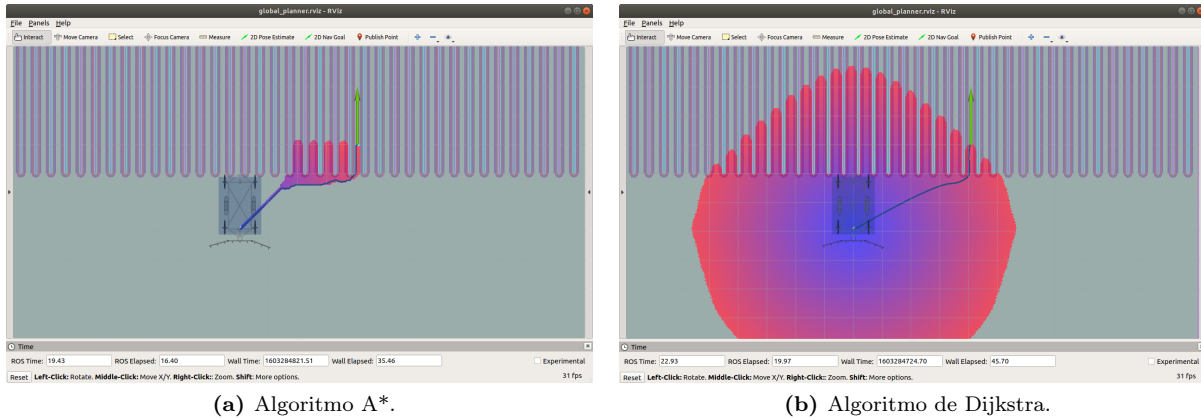 global_planner.rviz - RViz
File Panels Help
Interact Move Camera Select Focus Camera Measure 2D Pose Estimate 2D Nav Goal Publish Point
Time
ROS Time: 19.43 ROS Elapsed: 16.40 Wall Time: 1603284821.51 Wall Elapsed: 35.46 Experimental
Reset Left-Click: Rotate. Middle-Click: Move X/Y. Right-Click:: Zoom. Shift: More options. 31 fps
(a) Algoritmo A*.
global_planner.rviz - RViz
File Panels Help
Interact Move Camera Select Focus Camera Measure 2D Pose Estimate 2D Nav Goal Publish Point
Time
ROS Time: 22.93 ROS Elapsed: 19.97 Wall Time: 1603284724.70 Wall Elapsed: 45.70 Experimental
Reset Left-Click: Rotate. Middle-Click: Move X/Y. Right-Click:: Zoom. Shift: More options. 31 fps
(b) Algoritmo de Dijkstra.